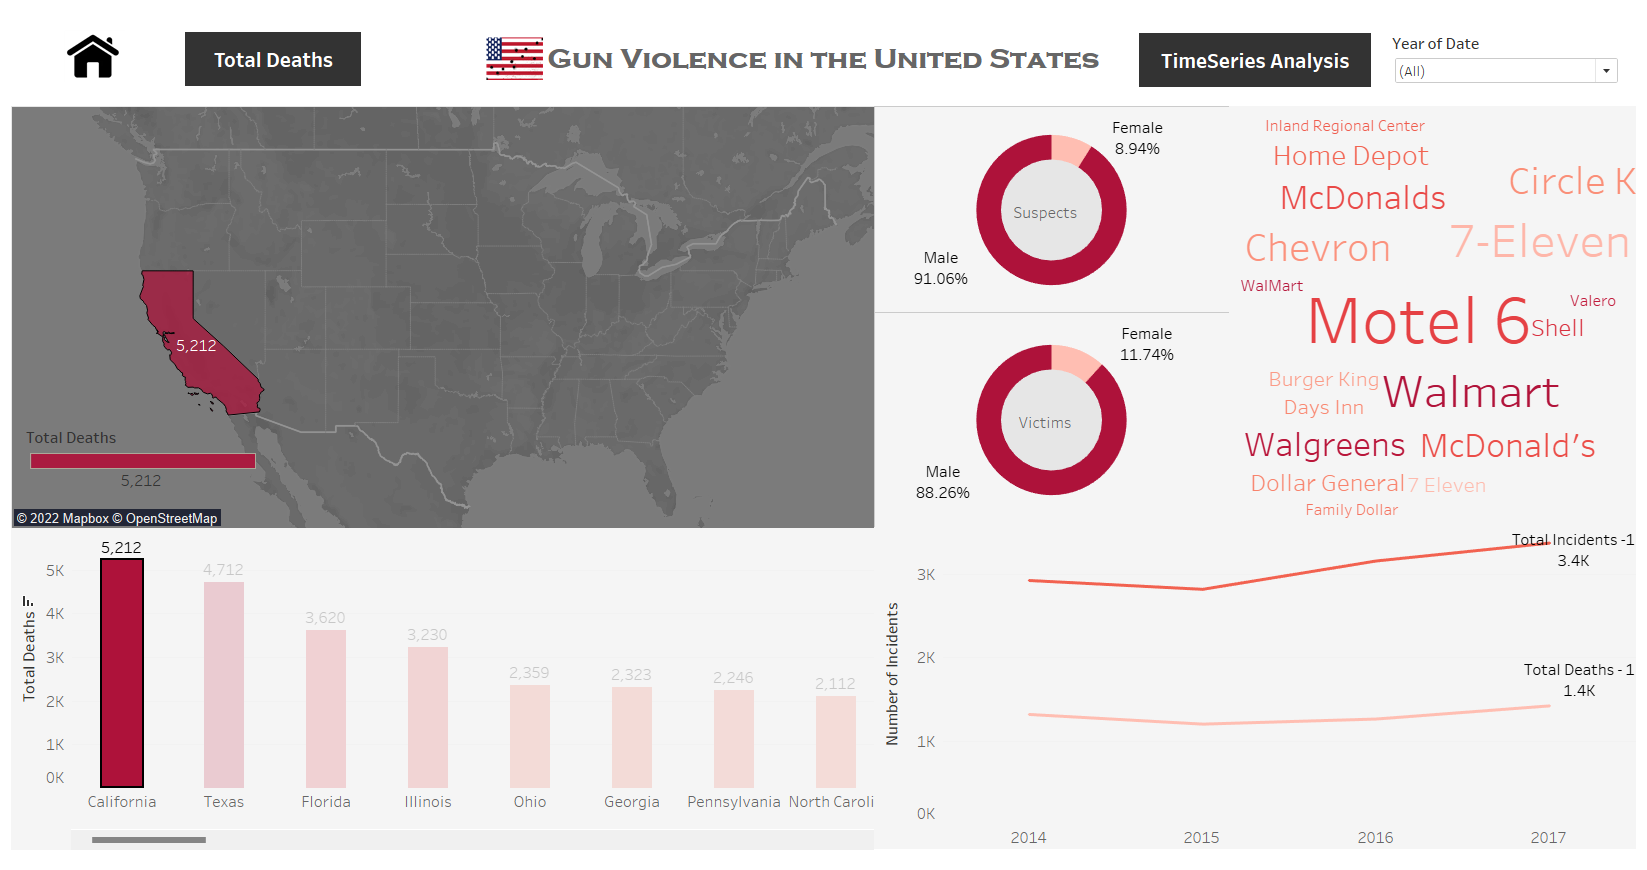 Total Deaths
Gun Violence in the United States
TimeSeries Analysis
Year of Date
(All)
5,212
Total Deaths
5,212
© 2022 Mapbox © OpenStreetMap
Female
8.94%
Suspects
Male
91.06%
Female
11.74%
Victims
Male
88.26%
Inland Regional Center
Home Depot
Circle K
McDonalds
Chevron
7-Eleven
WalMart
Valero
Motel 6
Shell
Burger King
Walmart
Days Inn
Walgreens
McDonald's
Dollar General
7 Eleven
Family Dollar
Total Deaths
5K
4K
3K
2K
1K
0K
5,212
4,712
3,620
3,230
2,359
2,323
2,246
2,112
California
Texas
Florida
Illinois
Ohio
Georgia
Pennsylvania
North Caroli
Number of Incidents
3K
2K
1K
0K
Total Incidents -1
3.4K
Total Deaths - 1
1.4K
2014
2015
2016
2017